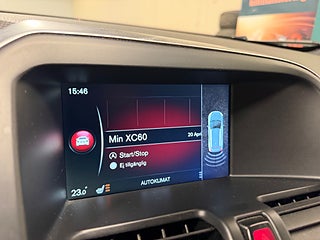 15:46
Min XC60
20 Apr
Start/Stop
Ej tillgänglig
23.0°
AUTOKLIMAT